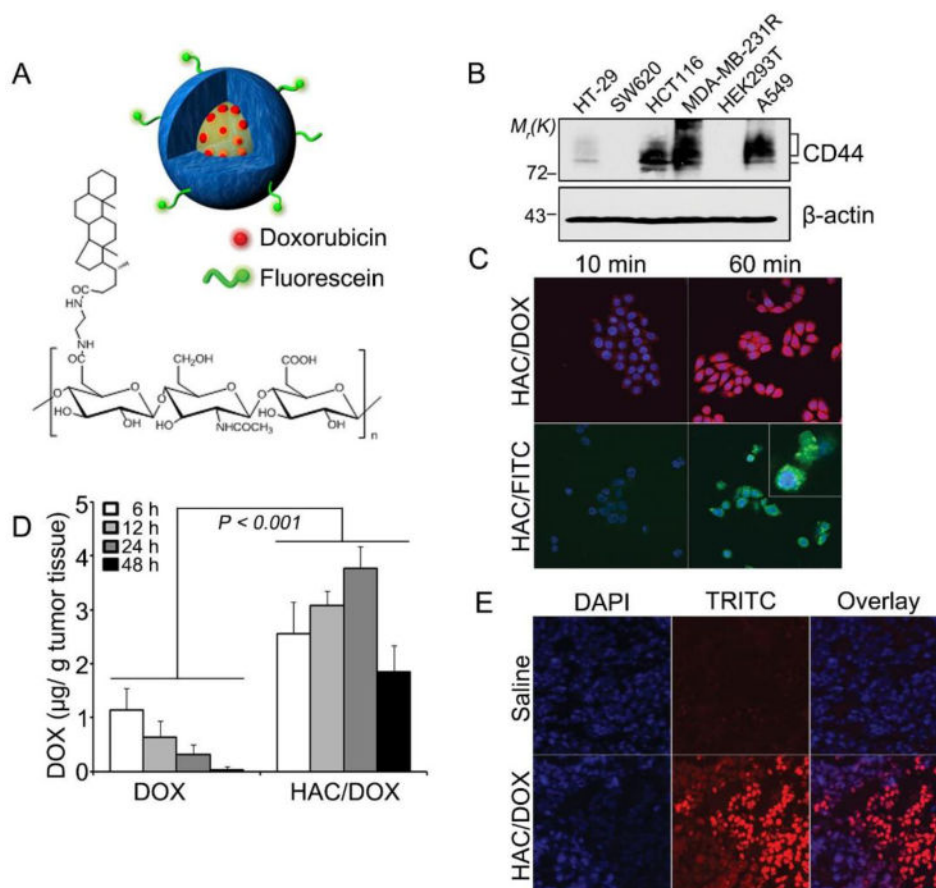 A
Doxorubicin
Fluorescein
OC
NH
NH
OC
CH₂OH
COOH
O
O
O
O
O
O
HO
OH
HO
NHCOCH₃
HO
OH
n
B
HT-29
SW620
HCT116
MDA-MB-231R
HEK293T
A549
Mr(K)
72
CD44
43
β-actin
C
10 min
60 min
HAC/DOX
HAC/FITC
D
DOX (μg/ g tumor tissue)
5
4
3
2
1
0
6 h
12 h
24 h
48 h
P < 0.001
DOX
HAC/DOX
E
DAPI
TRITC
Overlay
Saline
HAC/DOX